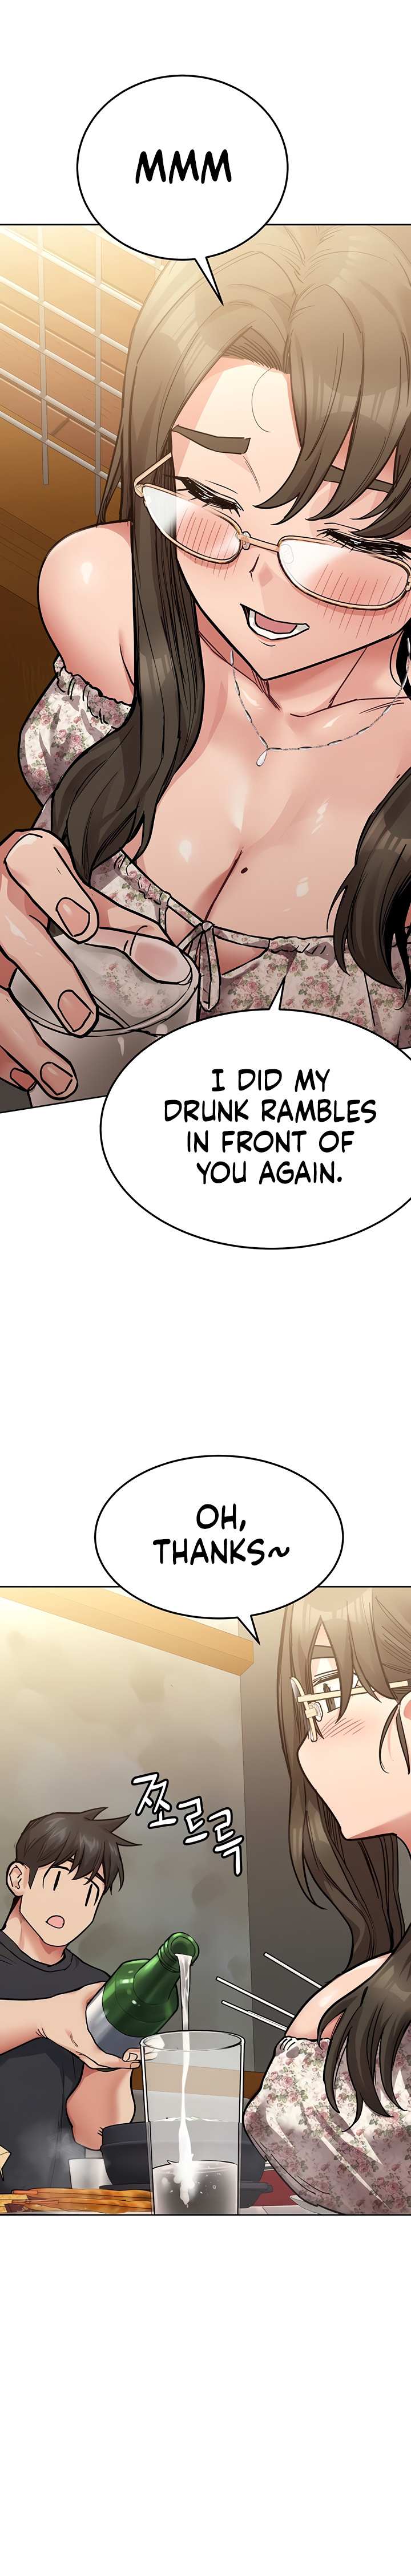 MMM
I DID MY
DRUNK RAMBLES
IN FRONT OF
YOU AGAIN.
OH,
THANKS~
쪼르륵